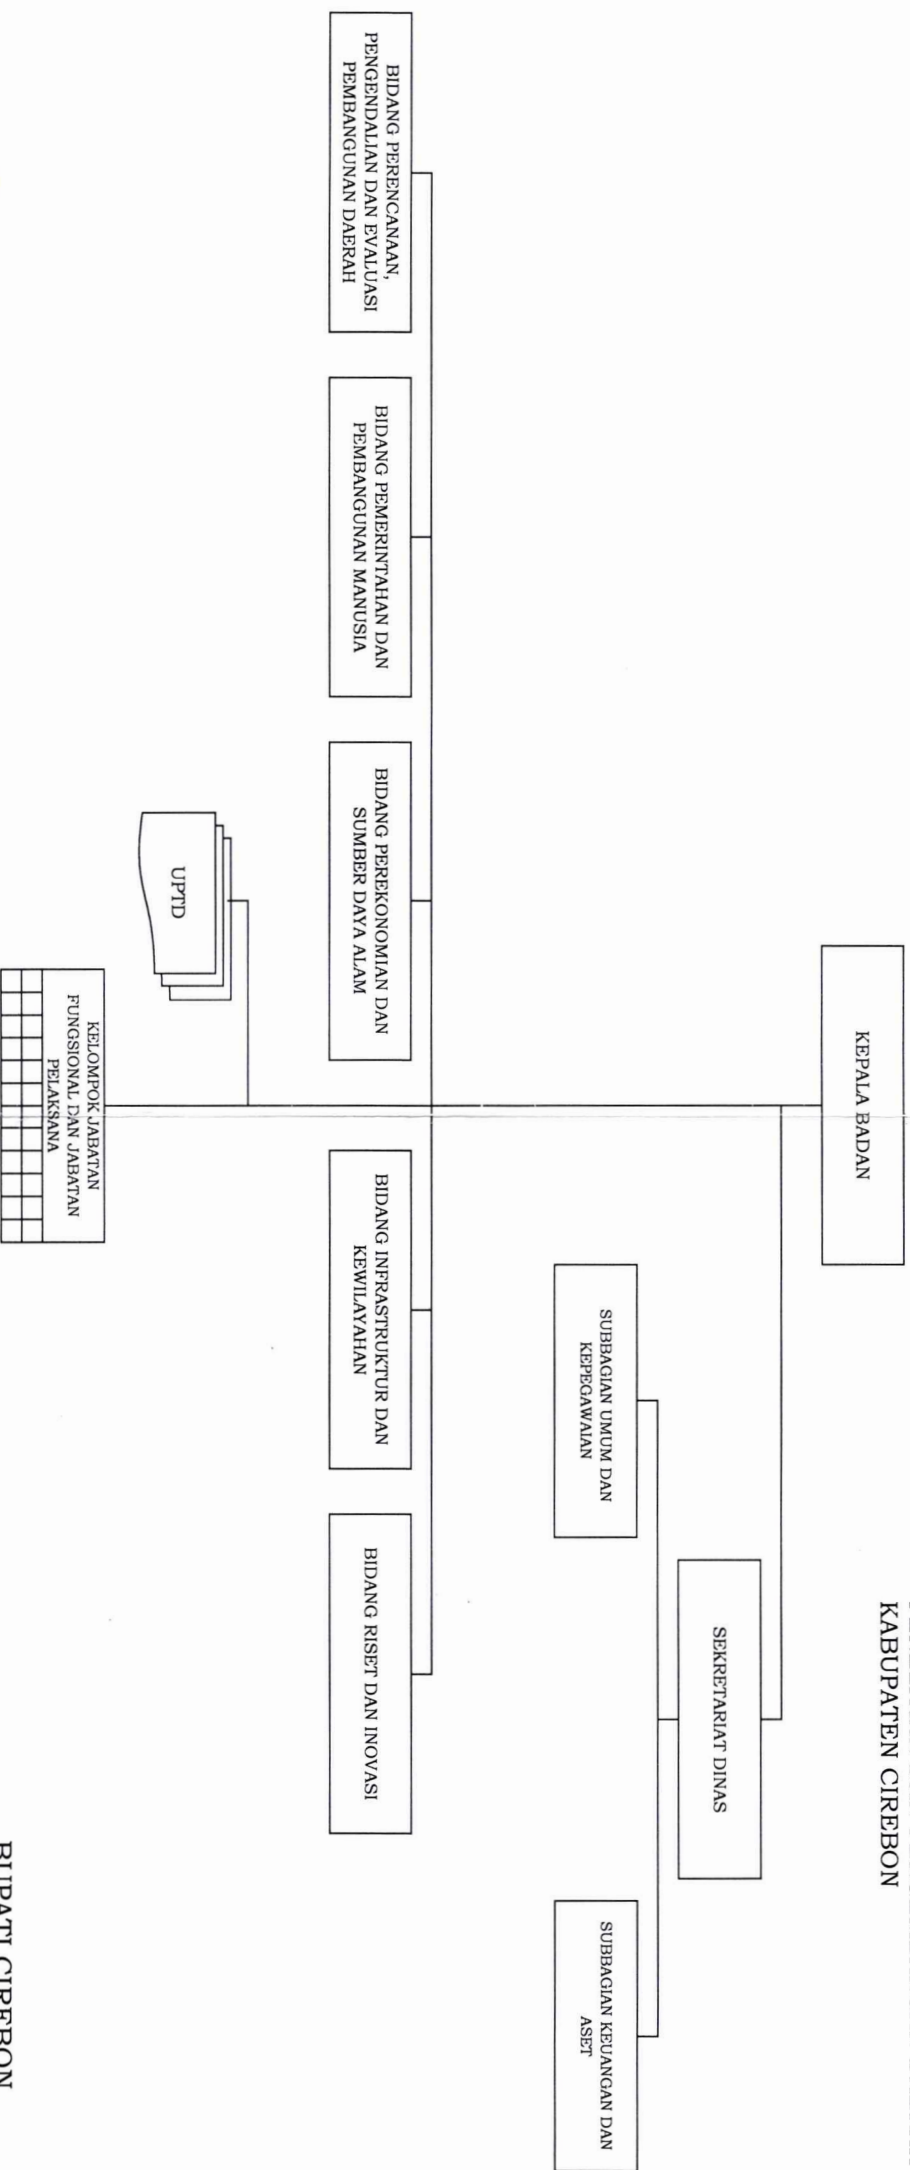 KABUPATEN CIREBON
KEPALA BADAN
SEKRETARIAT DINAS
SUBBAGIAN UMUM DAN
KEPEGAWAIAN
SUBBAGIAN KEUANGAN DAN
ASET
BIDANG PERENCANAAN,
PENGENDALIAN DAN EVALUASI
PEMBANGUNAN DAERAH
BIDANG PEMERINTAHAN DAN
PEMBANGUNAN MANUSIA
BIDANG PEREKONOMIAN DAN
SUMBER DAYA ALAM
BIDANG INFRASTRUKTUR DAN
KEWILAYAHAN
BIDANG RISET DAN INOVASI
UPTD
KELOMPOK JABATAN
FUNGSIONAL DAN JABATAN
PELAKSANA
BUPATI CIREBON